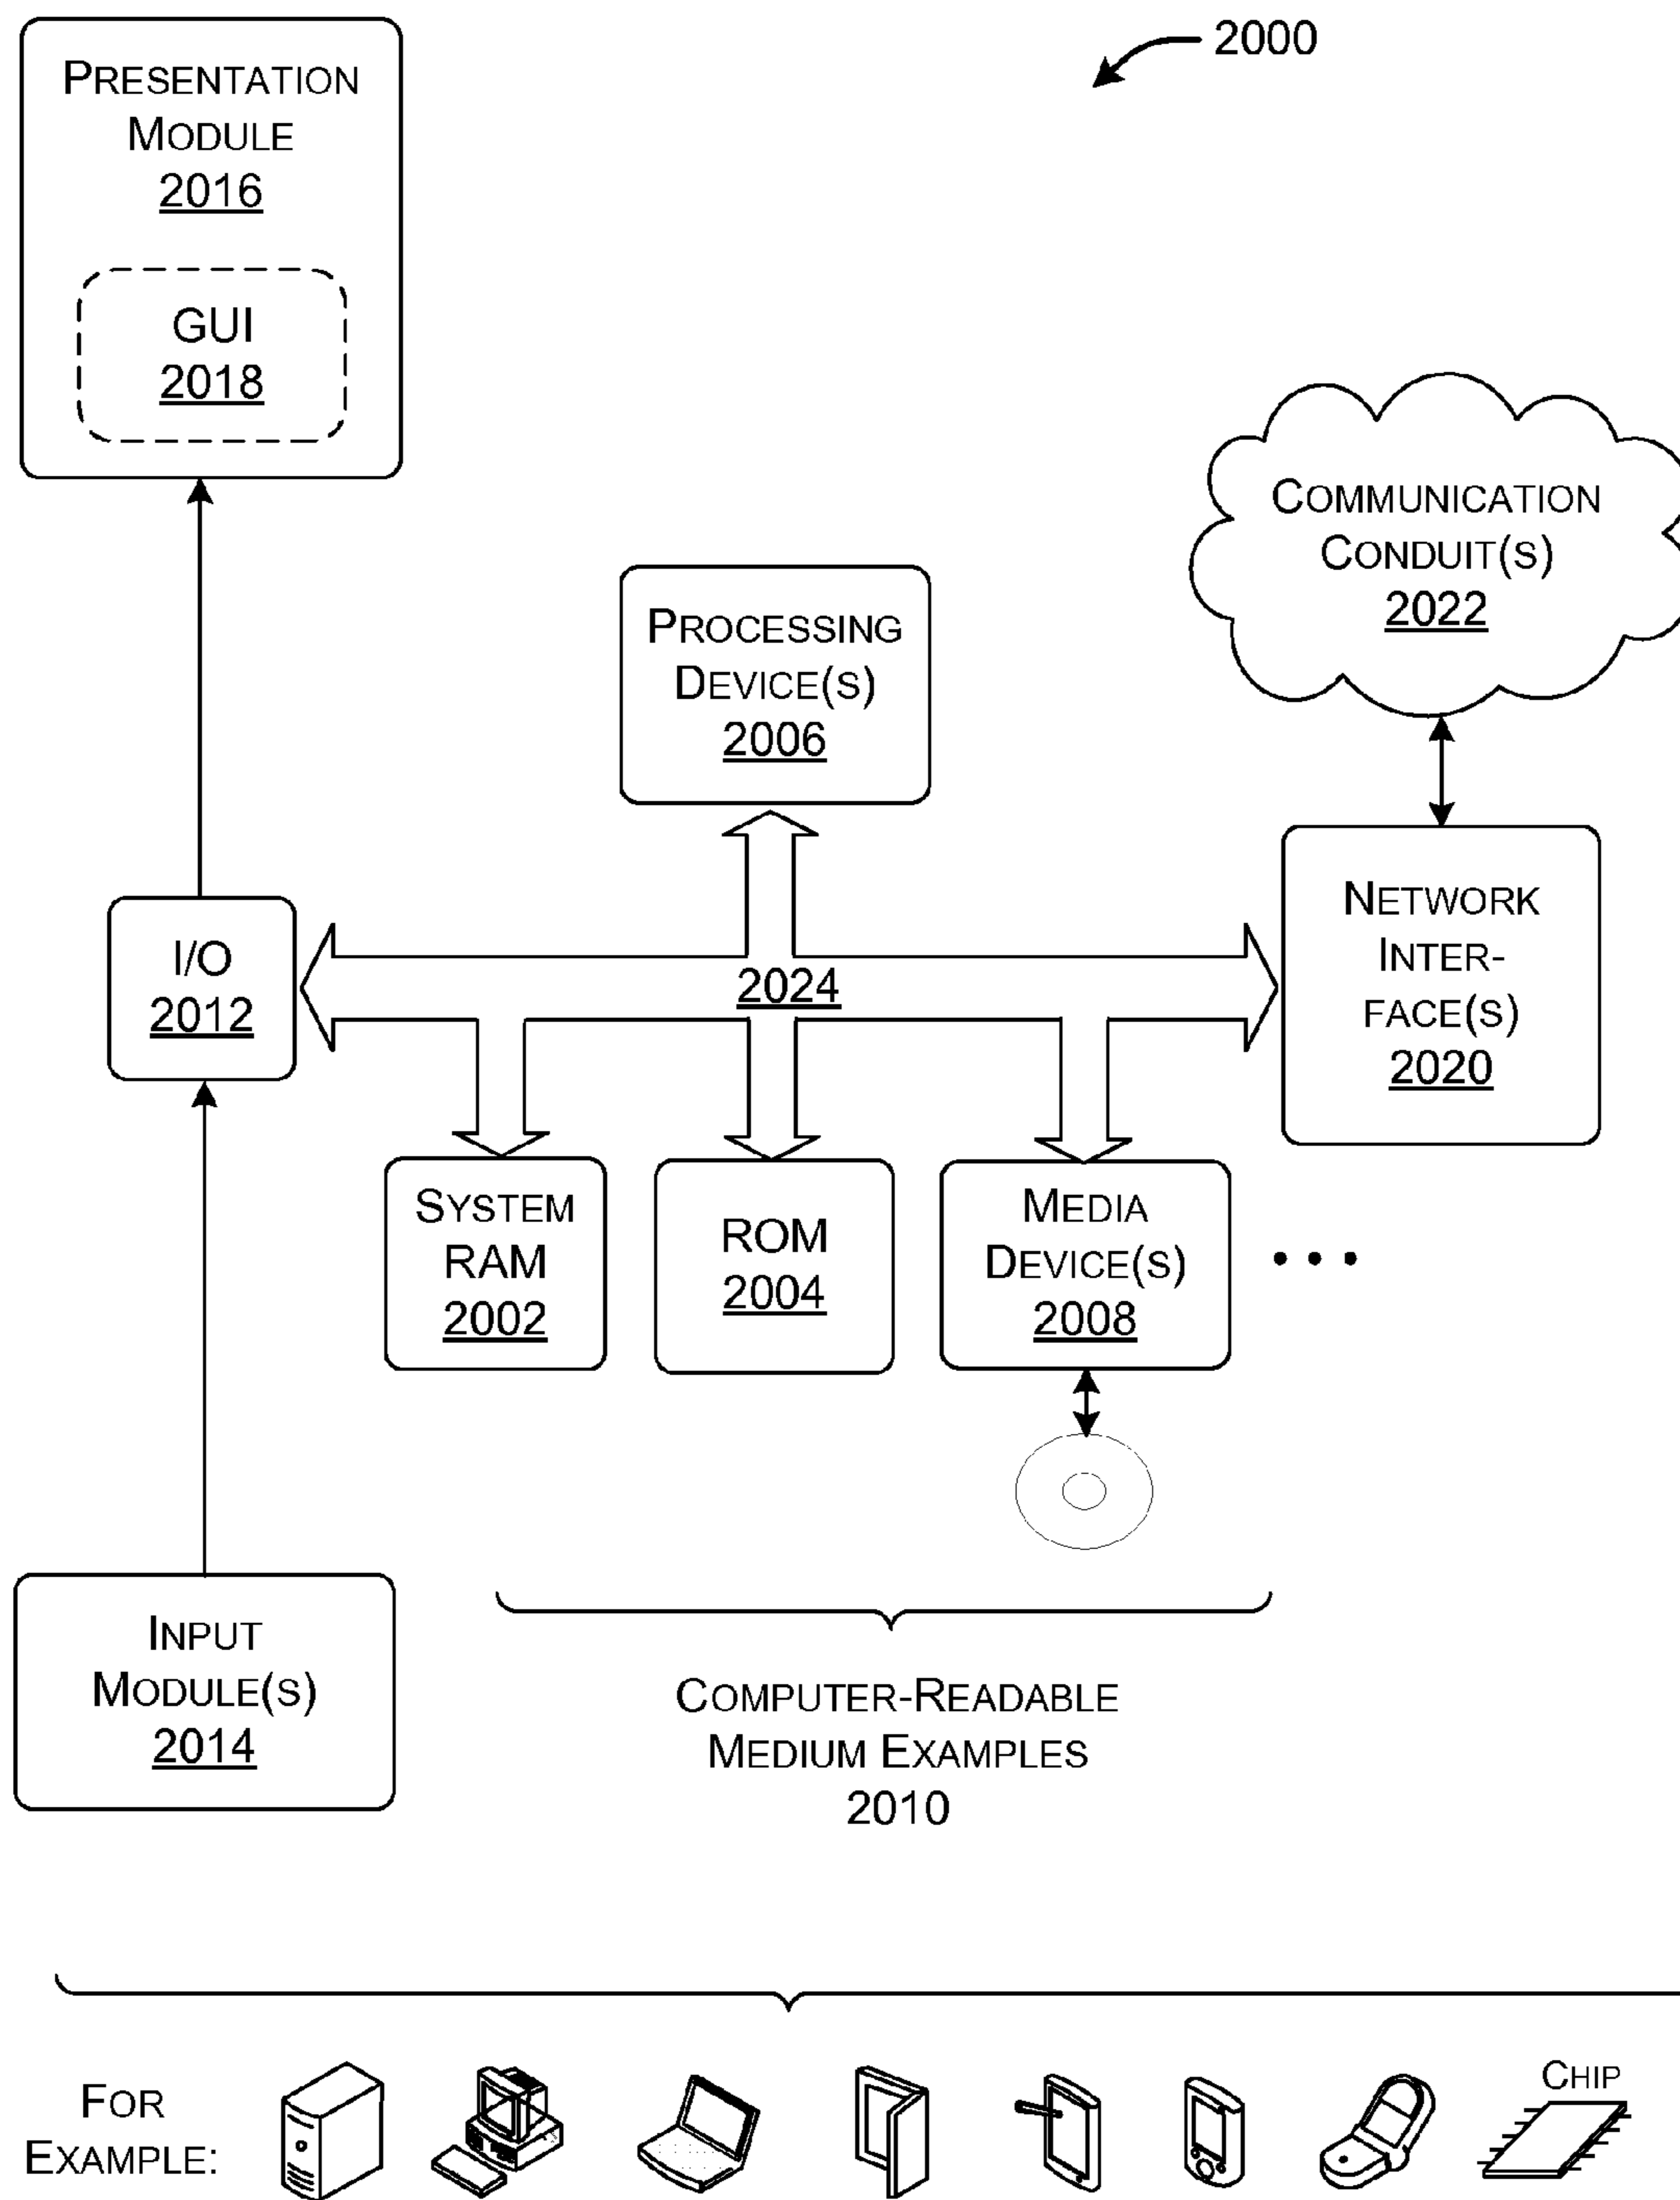 2000
PRESENTATION
MODULE
2016
GUI
2018
COMMUNICATION
CONDUIT(S)
2022
PROCESSING
DEVICE(S)
2006
I/O
2012
2024
NETWORK
INTER-
FACE(S)
2020
SYSTEM
RAM
2002
ROM
2004
MEDIA
DEVICE(S)
2008
• • •
INPUT
MODULE(S)
2014
COMPUTER-READABLE
MEDIUM EXAMPLES
2010
FOR
EXAMPLE:
CHIP